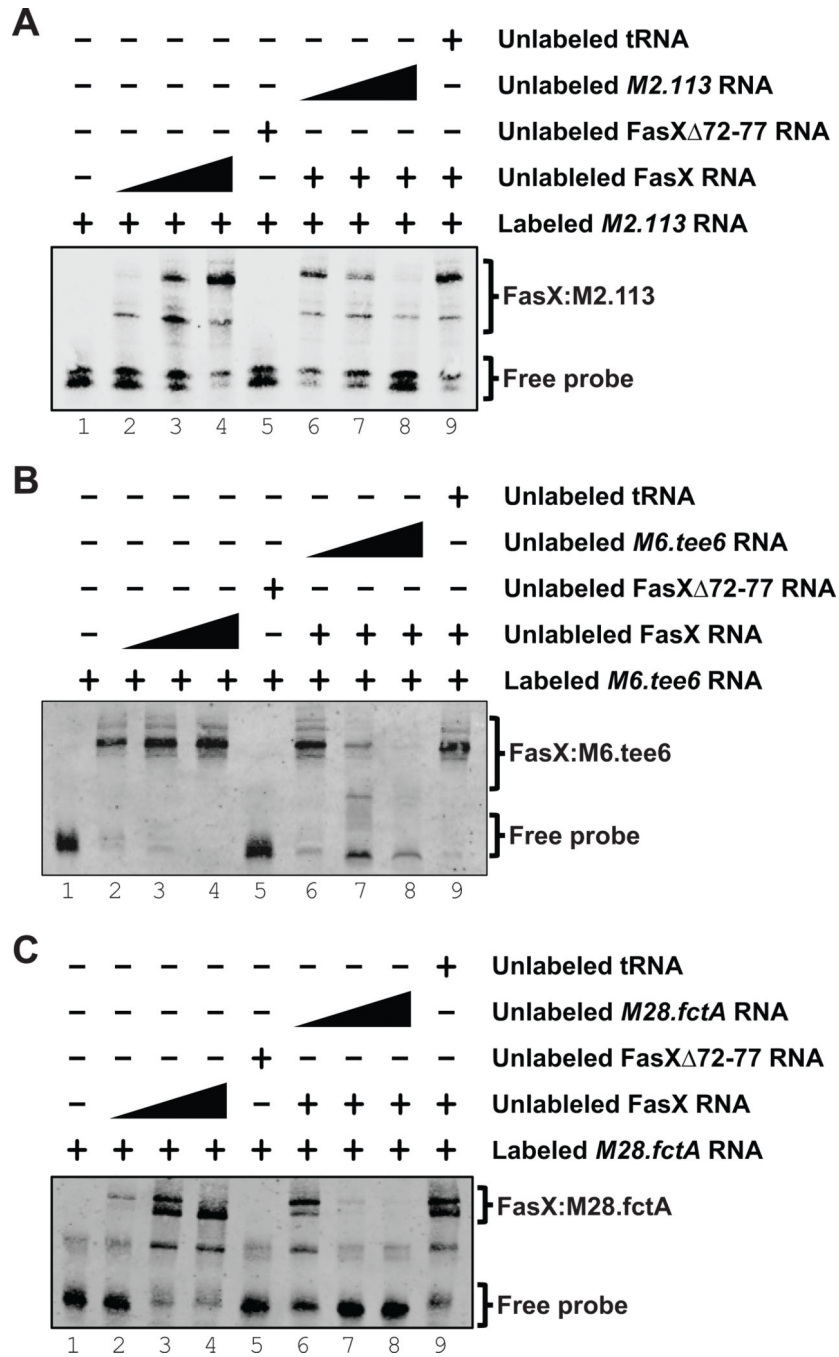 A
– – – – – – – – + Unlabeled tRNA
– – – – – – Unlabeled M2.113 RNA
– – – – + – – – – Unlabeled FasXΔ72-77 RNA
– – + + + + Unlableled FasX RNA
+ + + + + + + + + Labeled M2.113 RNA
FasX:M2.113
Free probe
1 2 3 4 5 6 7 8 9
B
– – – – – – – – + Unlabeled tRNA
– – – – – – Unlabeled M6.tee6 RNA
– – – – + – – – – Unlabeled FasXΔ72-77 RNA
– – + + + + Unlableled FasX RNA
+ + + + + + + + + Labeled M6.tee6 RNA
FasX:M6.tee6
Free probe
1 2 3 4 5 6 7 8 9
C
– – – – – – – – + Unlabeled tRNA
– – – – – – Unlabeled M28.fctA RNA
– – – – + – – – – Unlabeled FasXΔ72-77 RNA
– – + + + + Unlableled FasX RNA
+ + + + + + + + + Labeled M28.fctA RNA
FasX:M28.fctA
Free probe
1 2 3 4 5 6 7 8 9